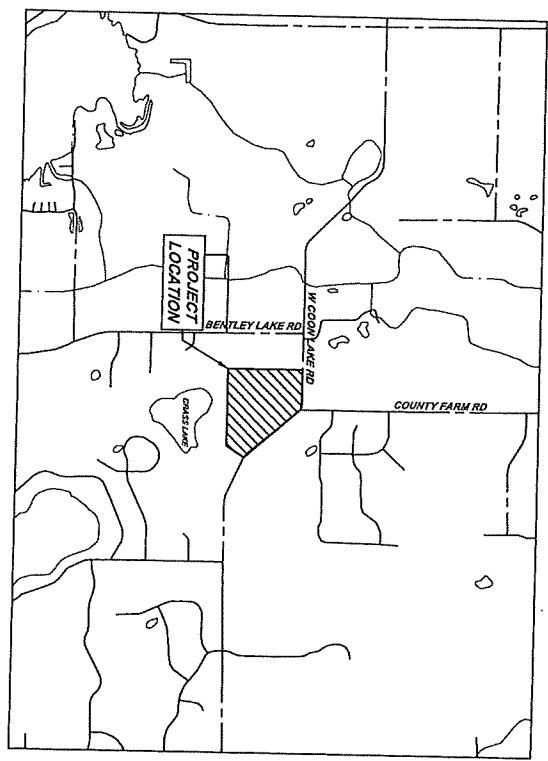 PROJECT
LOCATION
BENTLEY LAKE RD
W COON LAKE RD
COUNTY FARM RD
GRASS LAKE